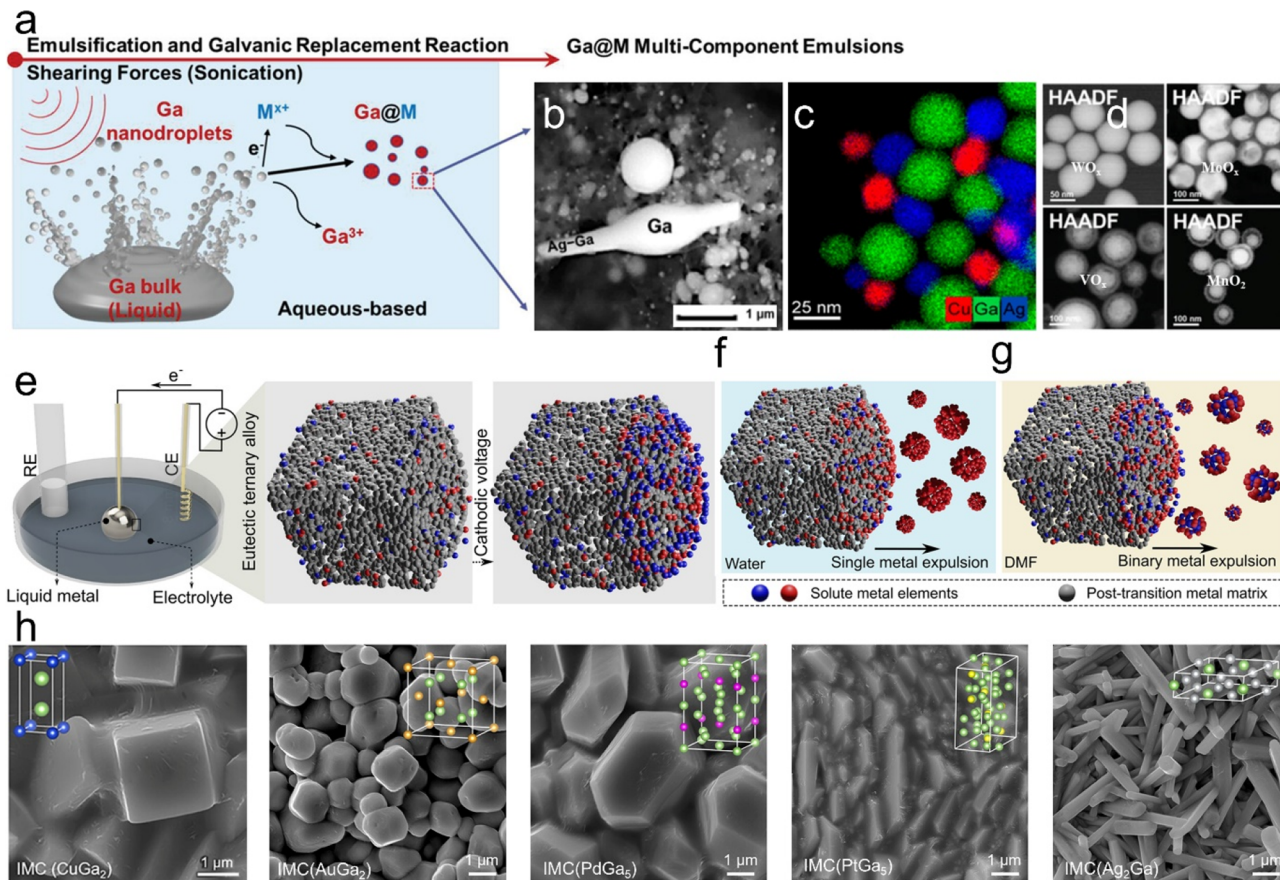 a
Emulsification and Galvanic Replacement Reaction
Ga@M Multi-Component Emulsions
Shearing Forces (Sonication)
Ga
nanodroplets
Mˣ⁺
e⁻
Ga@M
Ga³⁺
Ga bulk
(Liquid)
Aqueous-based
b
Ga
Ag–Ga
1 µm
c
25 nm
Cu Ga Ag
d
HAADF
WOₓ
50 nm
HAADF
MoOₓ
100 nm
HAADF
VOₓ
100 nm
HAADF
MnO₂
100 nm
e
e⁻
−
+
RE
CE
Liquid metal
Electrolyte
Eutectic ternary alloy
Cathodic voltage
f
Water
Single metal expulsion
g
DMF
Binary metal expulsion
Solute metal elements
Post-transition metal matrix
h
IMC (CuGa₂)
1 µm
IMC(AuGa₂)
1 µm
IMC(PdGa₅)
1 µm
IMC(PtGa₅)
1 µm
IMC(Ag₂Ga)
1 µm